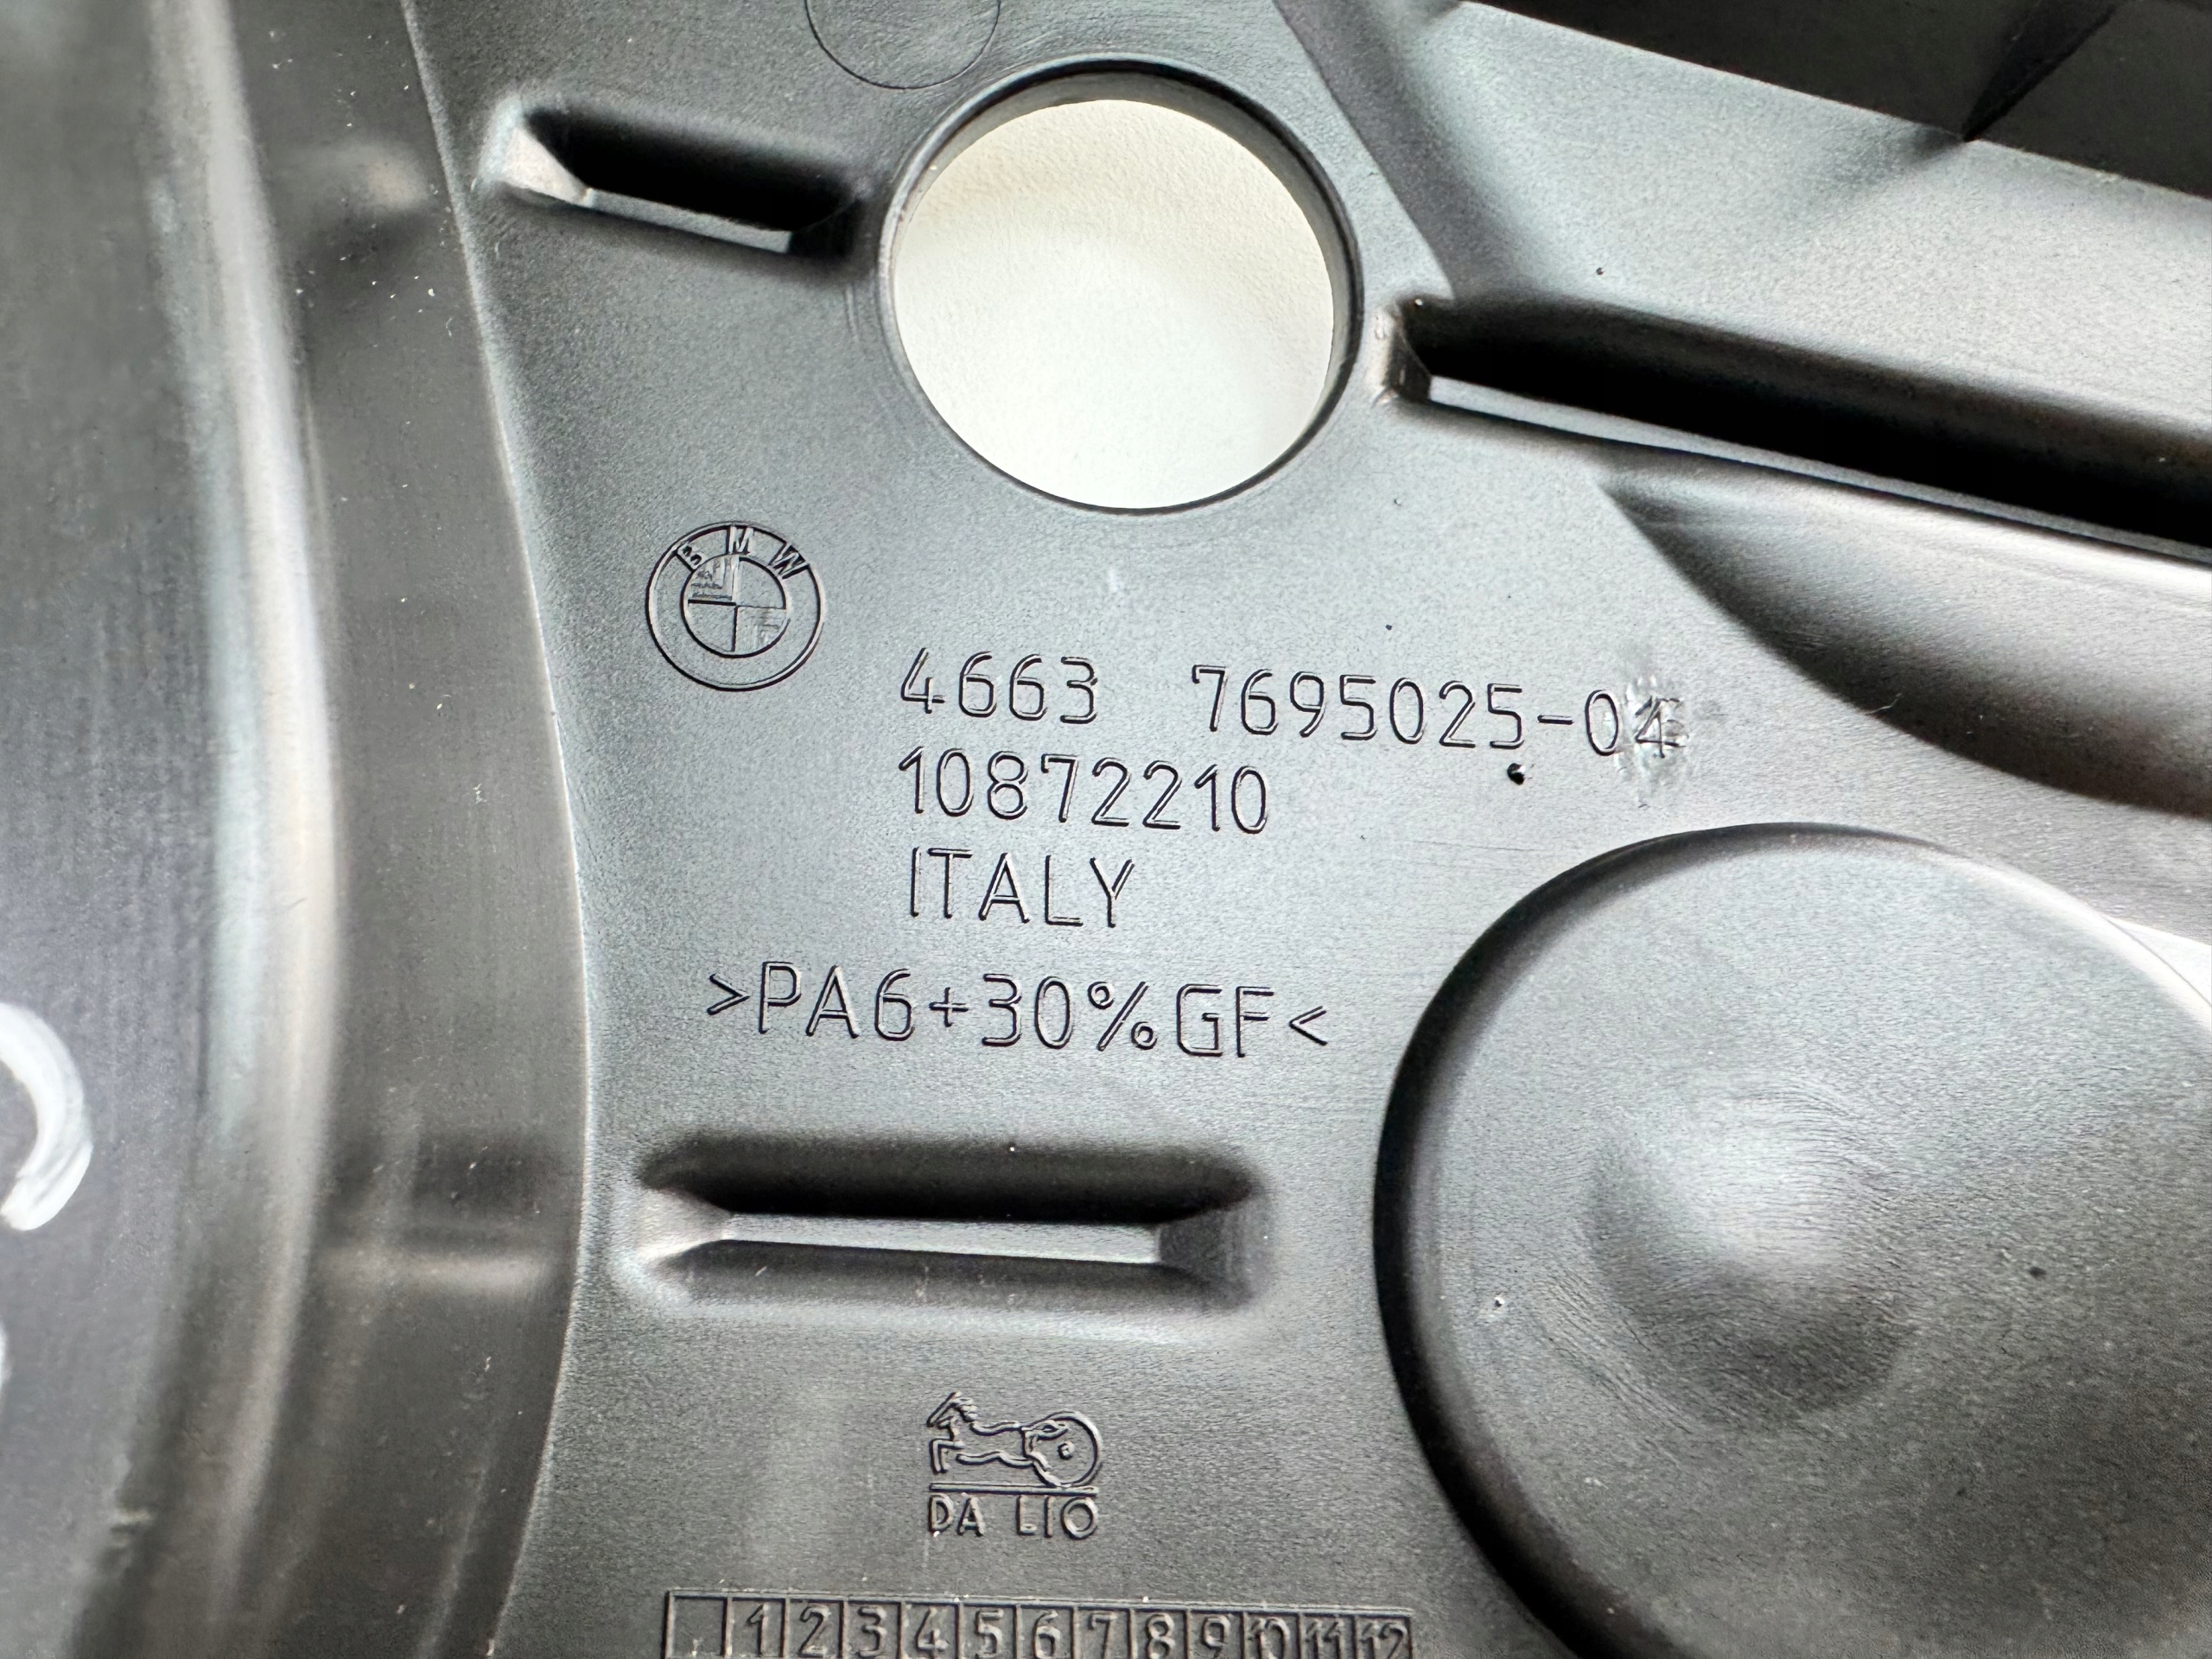 BMW
4663 7695025-04
10872210
ITALY
>PA6+30%GF<
DA LIO
1 2 3 4 5 6 7 8 9 10 11 12